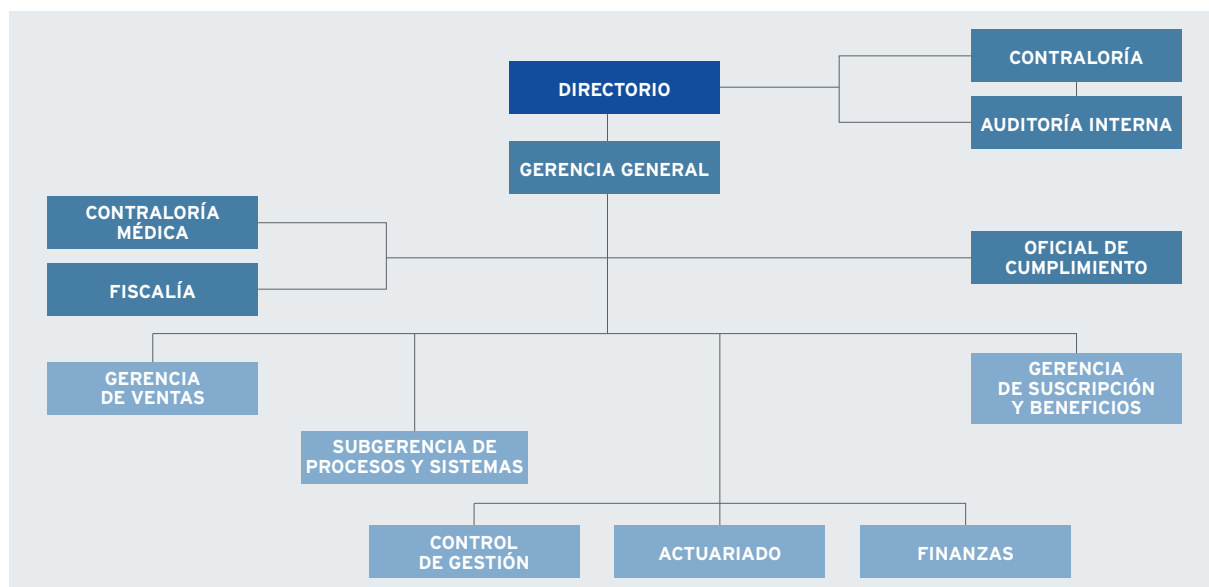 CONTRALORÍA
DIRECTORIO
AUDITORÍA INTERNA
GERENCIA GENERAL
CONTRALORÍA
MÉDICA
OFICIAL DE
CUMPLIMIENTO
FISCALÍA
GERENCIA
DE VENTAS
GERENCIA
DE SUSCRIPCIÓN
Y BENEFICIOS
SUBGERENCIA DE
PROCESOS Y SISTEMAS
CONTROL
DE GESTIÓN
ACTUARIADO
FINANZAS